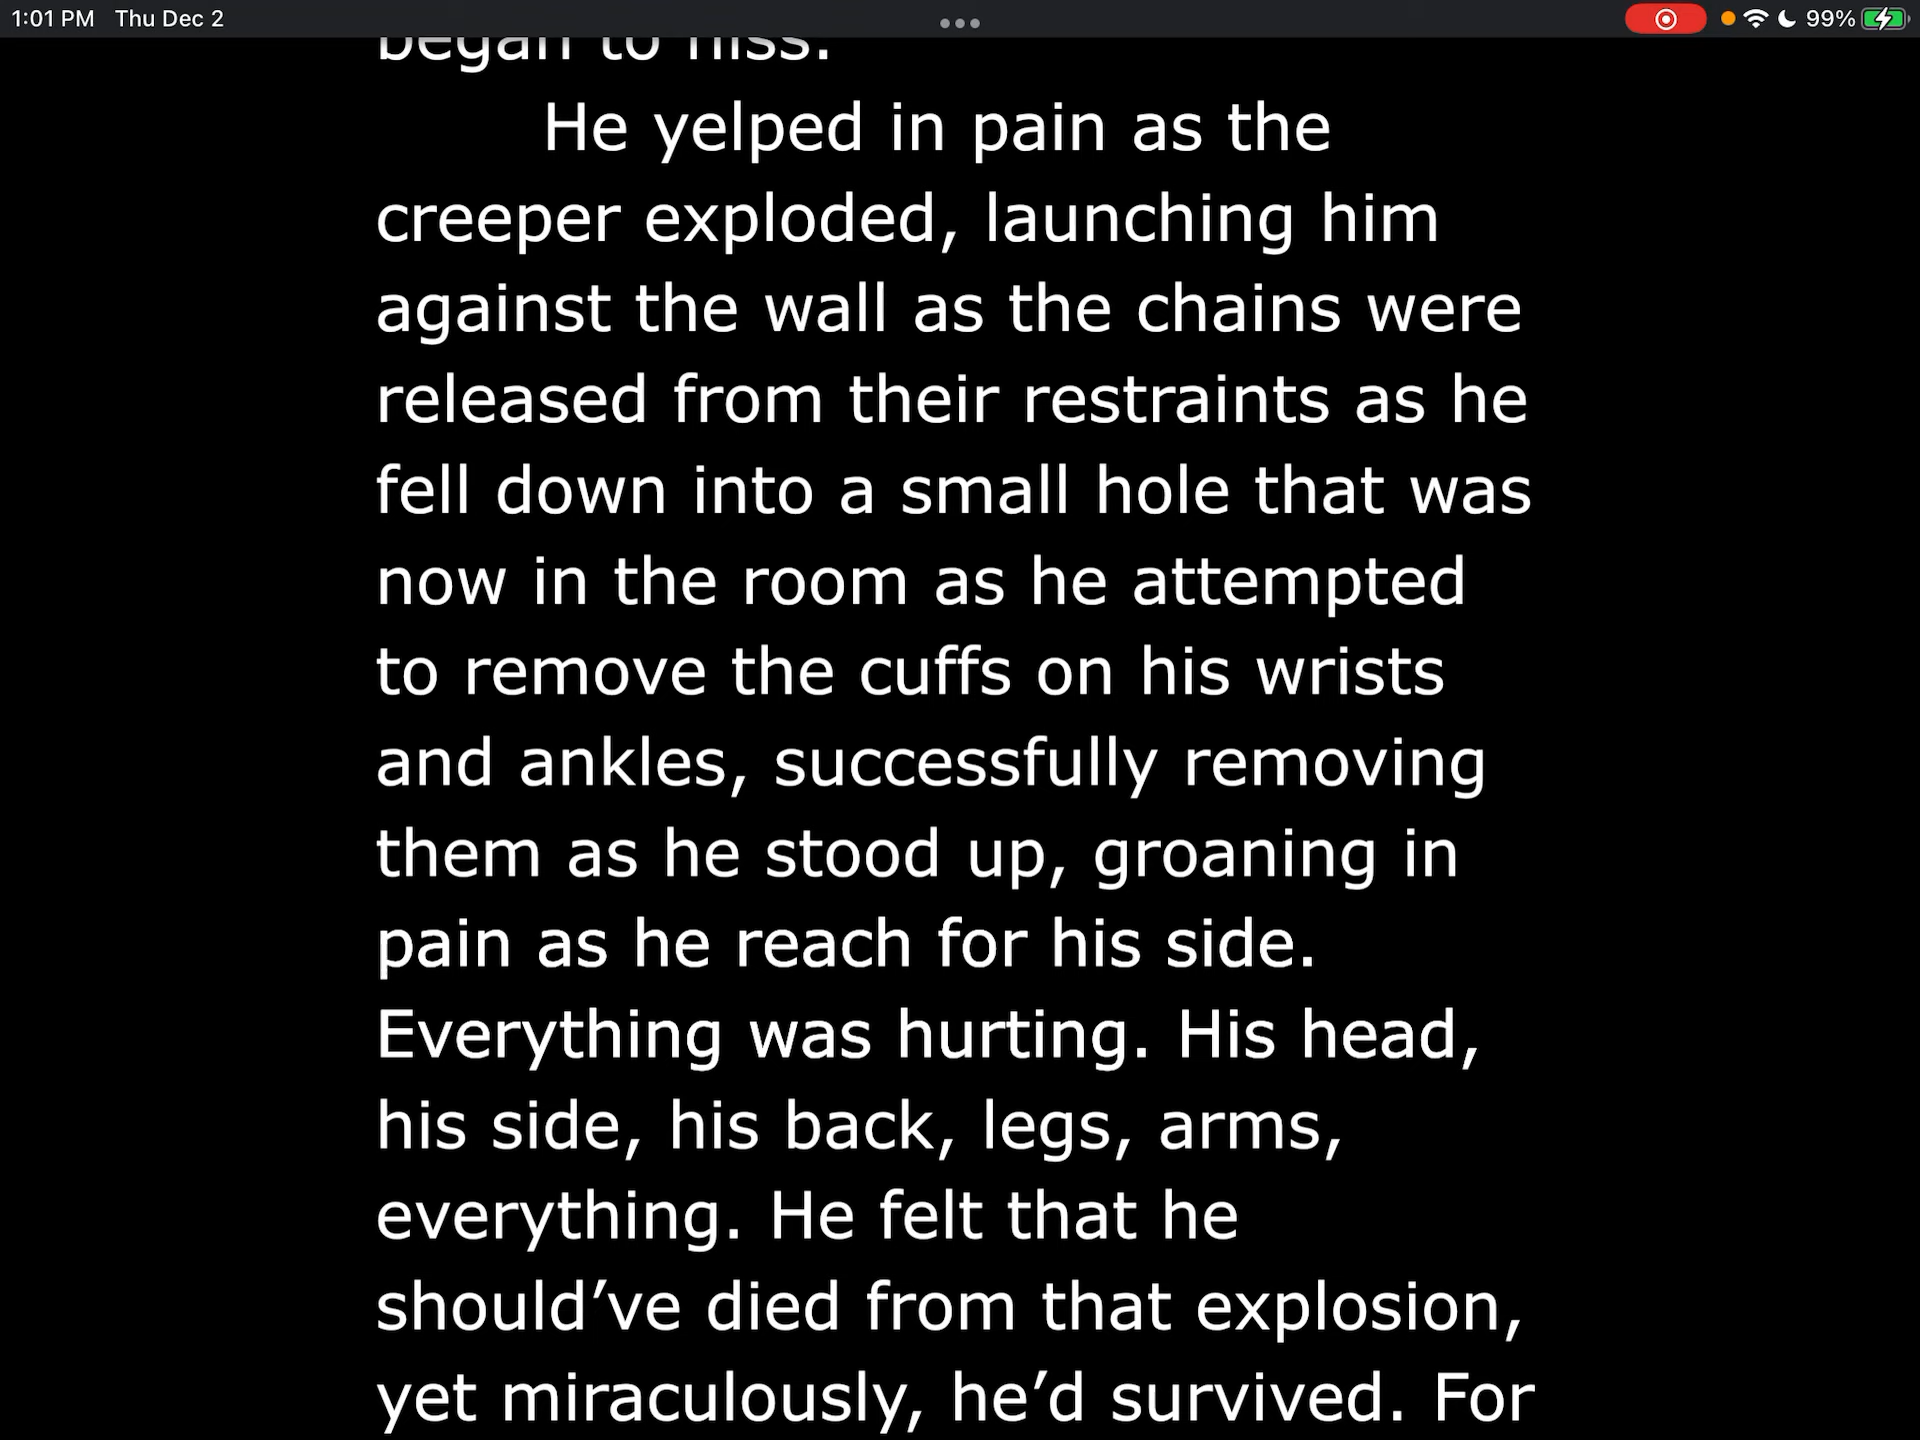 1:01 PM Thu Dec 2
99%
began to hiss.
He yelped in pain as the
creeper exploded, launching him
against the wall as the chains were
released from their restraints as he
fell down into a small hole that was
now in the room as he attempted
to remove the cuffs on his wrists
and ankles, successfully removing
them as he stood up, groaning in
pain as he reach for his side.
Everything was hurting. His head,
his side, his back, legs, arms,
everything. He felt that he
should’ve died from that explosion,
yet miraculously, he’d survived. For